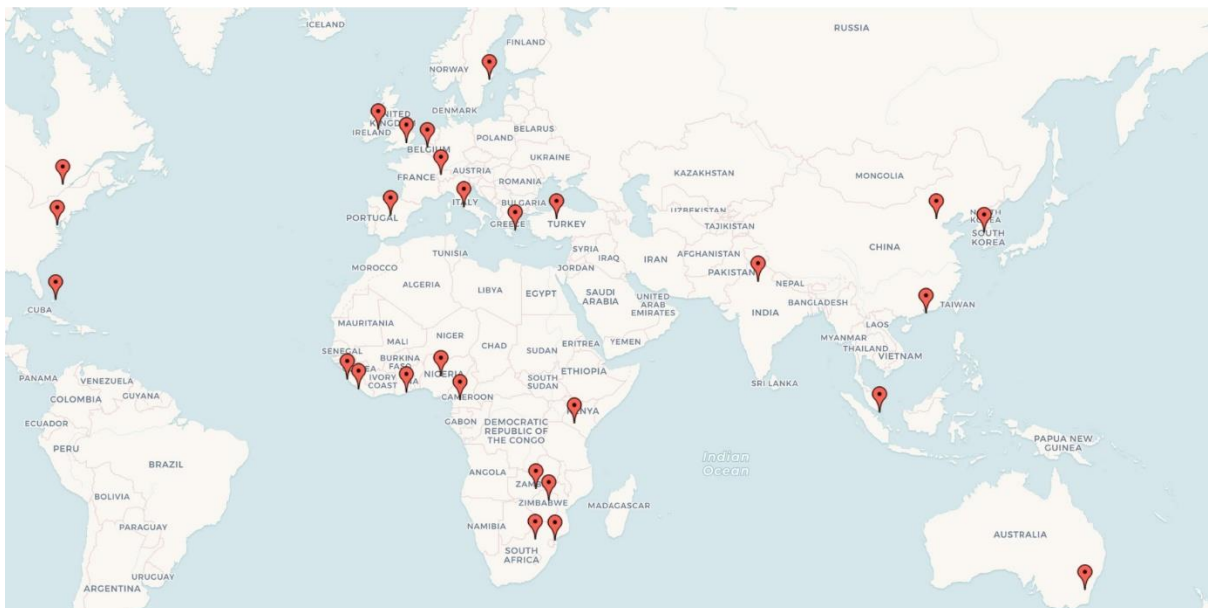 ICELAND
RUSSIA
FINLAND
NORWAY
UNITED
KINGDOM
DENMARK
IRELAND
BELARUS
POLAND
BELGIUM
UKRAINE
AUSTRIA
FRANCE
KAZAKHSTAN
MONGOLIA
ROMANIA
ITALY
BULGARIA
UZBEKISTAN
NORTH
KOREA
PORTUGAL
GREECE
TURKEY
TAJIKISTAN
SOUTH
KOREA
CHINA
TUNISIA
SYRIA
AFGHANISTAN
IRAQ
IRAN
MOROCCO
JORDAN
PAKISTAN
ALGERIA
LIBYA
EGYPT
NEPAL
SAUDI
ARABIA
UNITED
ARAB
EMIRATES
BANGLADESH
TAIWAN
CUBA
INDIA
MAURITANIA
LAOS
MALI
NIGER
MYANMAR
ERITREA
YEMEN
THAILAND
SENEGAL
CHAD
SUDAN
VIETNAM
BURKINA
FASO
IVORY
COAST
NIGERIA
ETHIOPIA
PANAMA
VENEZUELA
SOUTH
SUDAN
SRI LANKA
GUYANA
CAMEROON
COLOMBIA
KENYA
ECUADOR
GABON
DEMOCRATIC
REPUBLIC OF
THE CONGO
PAPUA NEW
GUINEA
PERU
Indian
Ocean
BRAZIL
ANGOLA
ZAMB
BOLIVIA
ZIMBABWE
MADAGASCAR
PARAGUAY
NAMIBIA
AUSTRALIA
SOUTH
AFRICA
URUGUAY
ARGENTINA